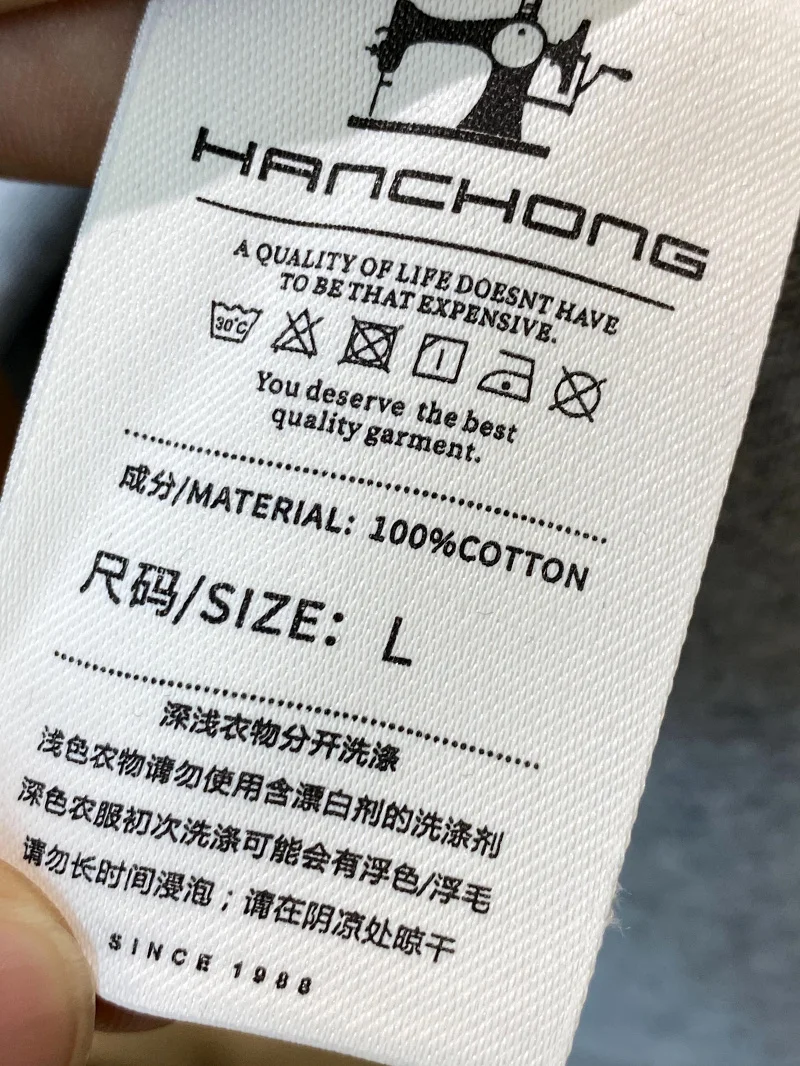 HANCHONG
A QUALITY OF LIFE DOESNT HAVE
TO BE THAT EXPENSIVE.
30°C
You deserve the best
quality garment.
成分/MATERIAL: 100%COTTON
尺码/SIZE: L
深浅衣物分开洗涤
浅色衣物请勿使用含漂白剂的洗涤剂
深色衣服初次洗涤可能会有浮色/浮毛
请勿长时间浸泡；请在阴凉处晾干
SINCE 1988